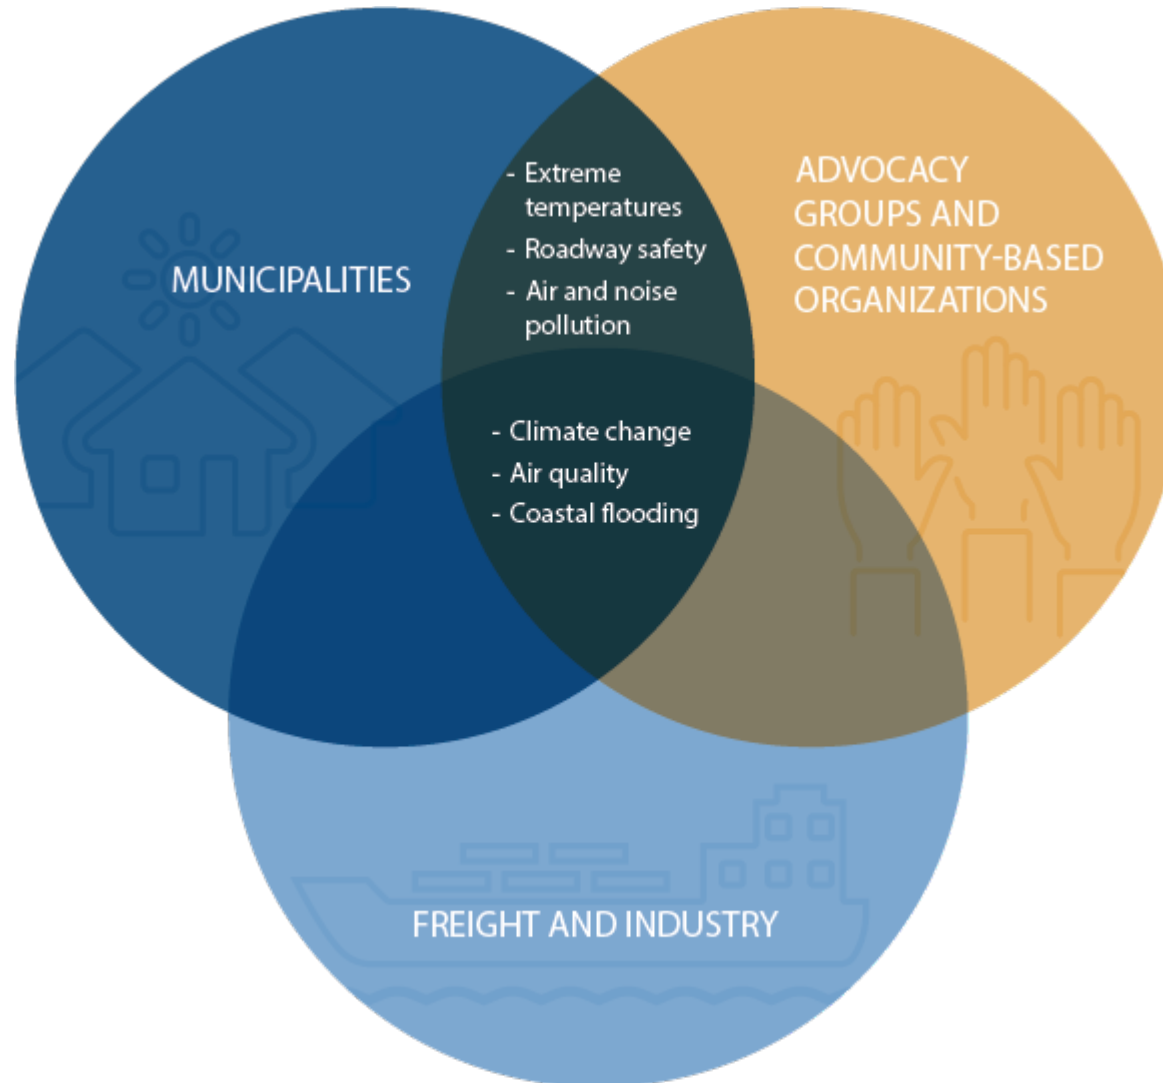 MUNICIPALITIES
- Extreme
temperatures
- Roadway safety
- Air and noise
pollution
ADVOCACY
GROUPS AND
COMMUNITY-BASED
ORGANIZATIONS
- Climate change
- Air quality
- Coastal flooding
FREIGHT AND INDUSTRY